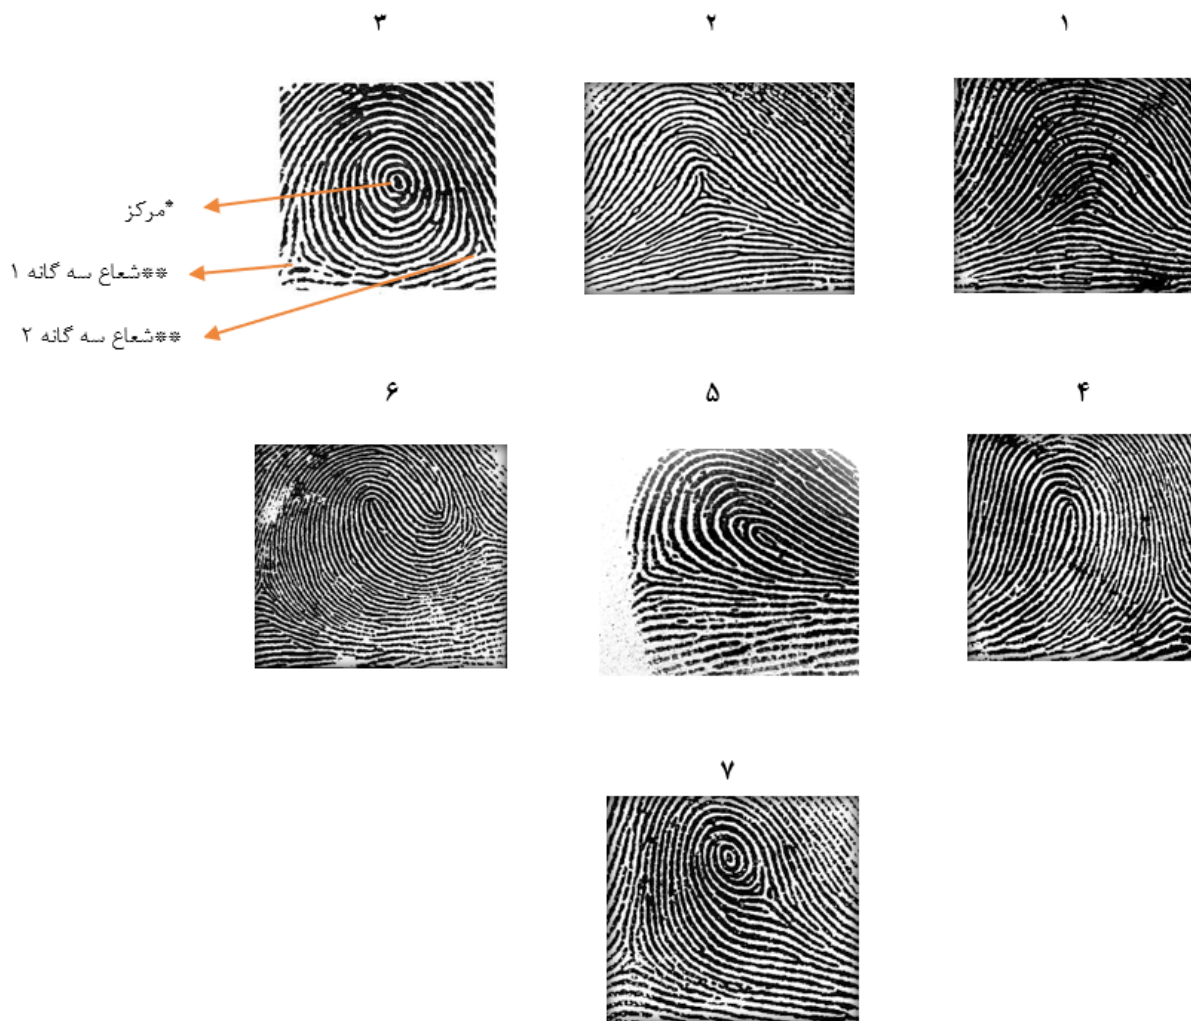 ۱
۲
۳
*مرکز
**شعاع سه گانه ۱
**شعاع سه گانه ۲
۴
۵
۶
۷